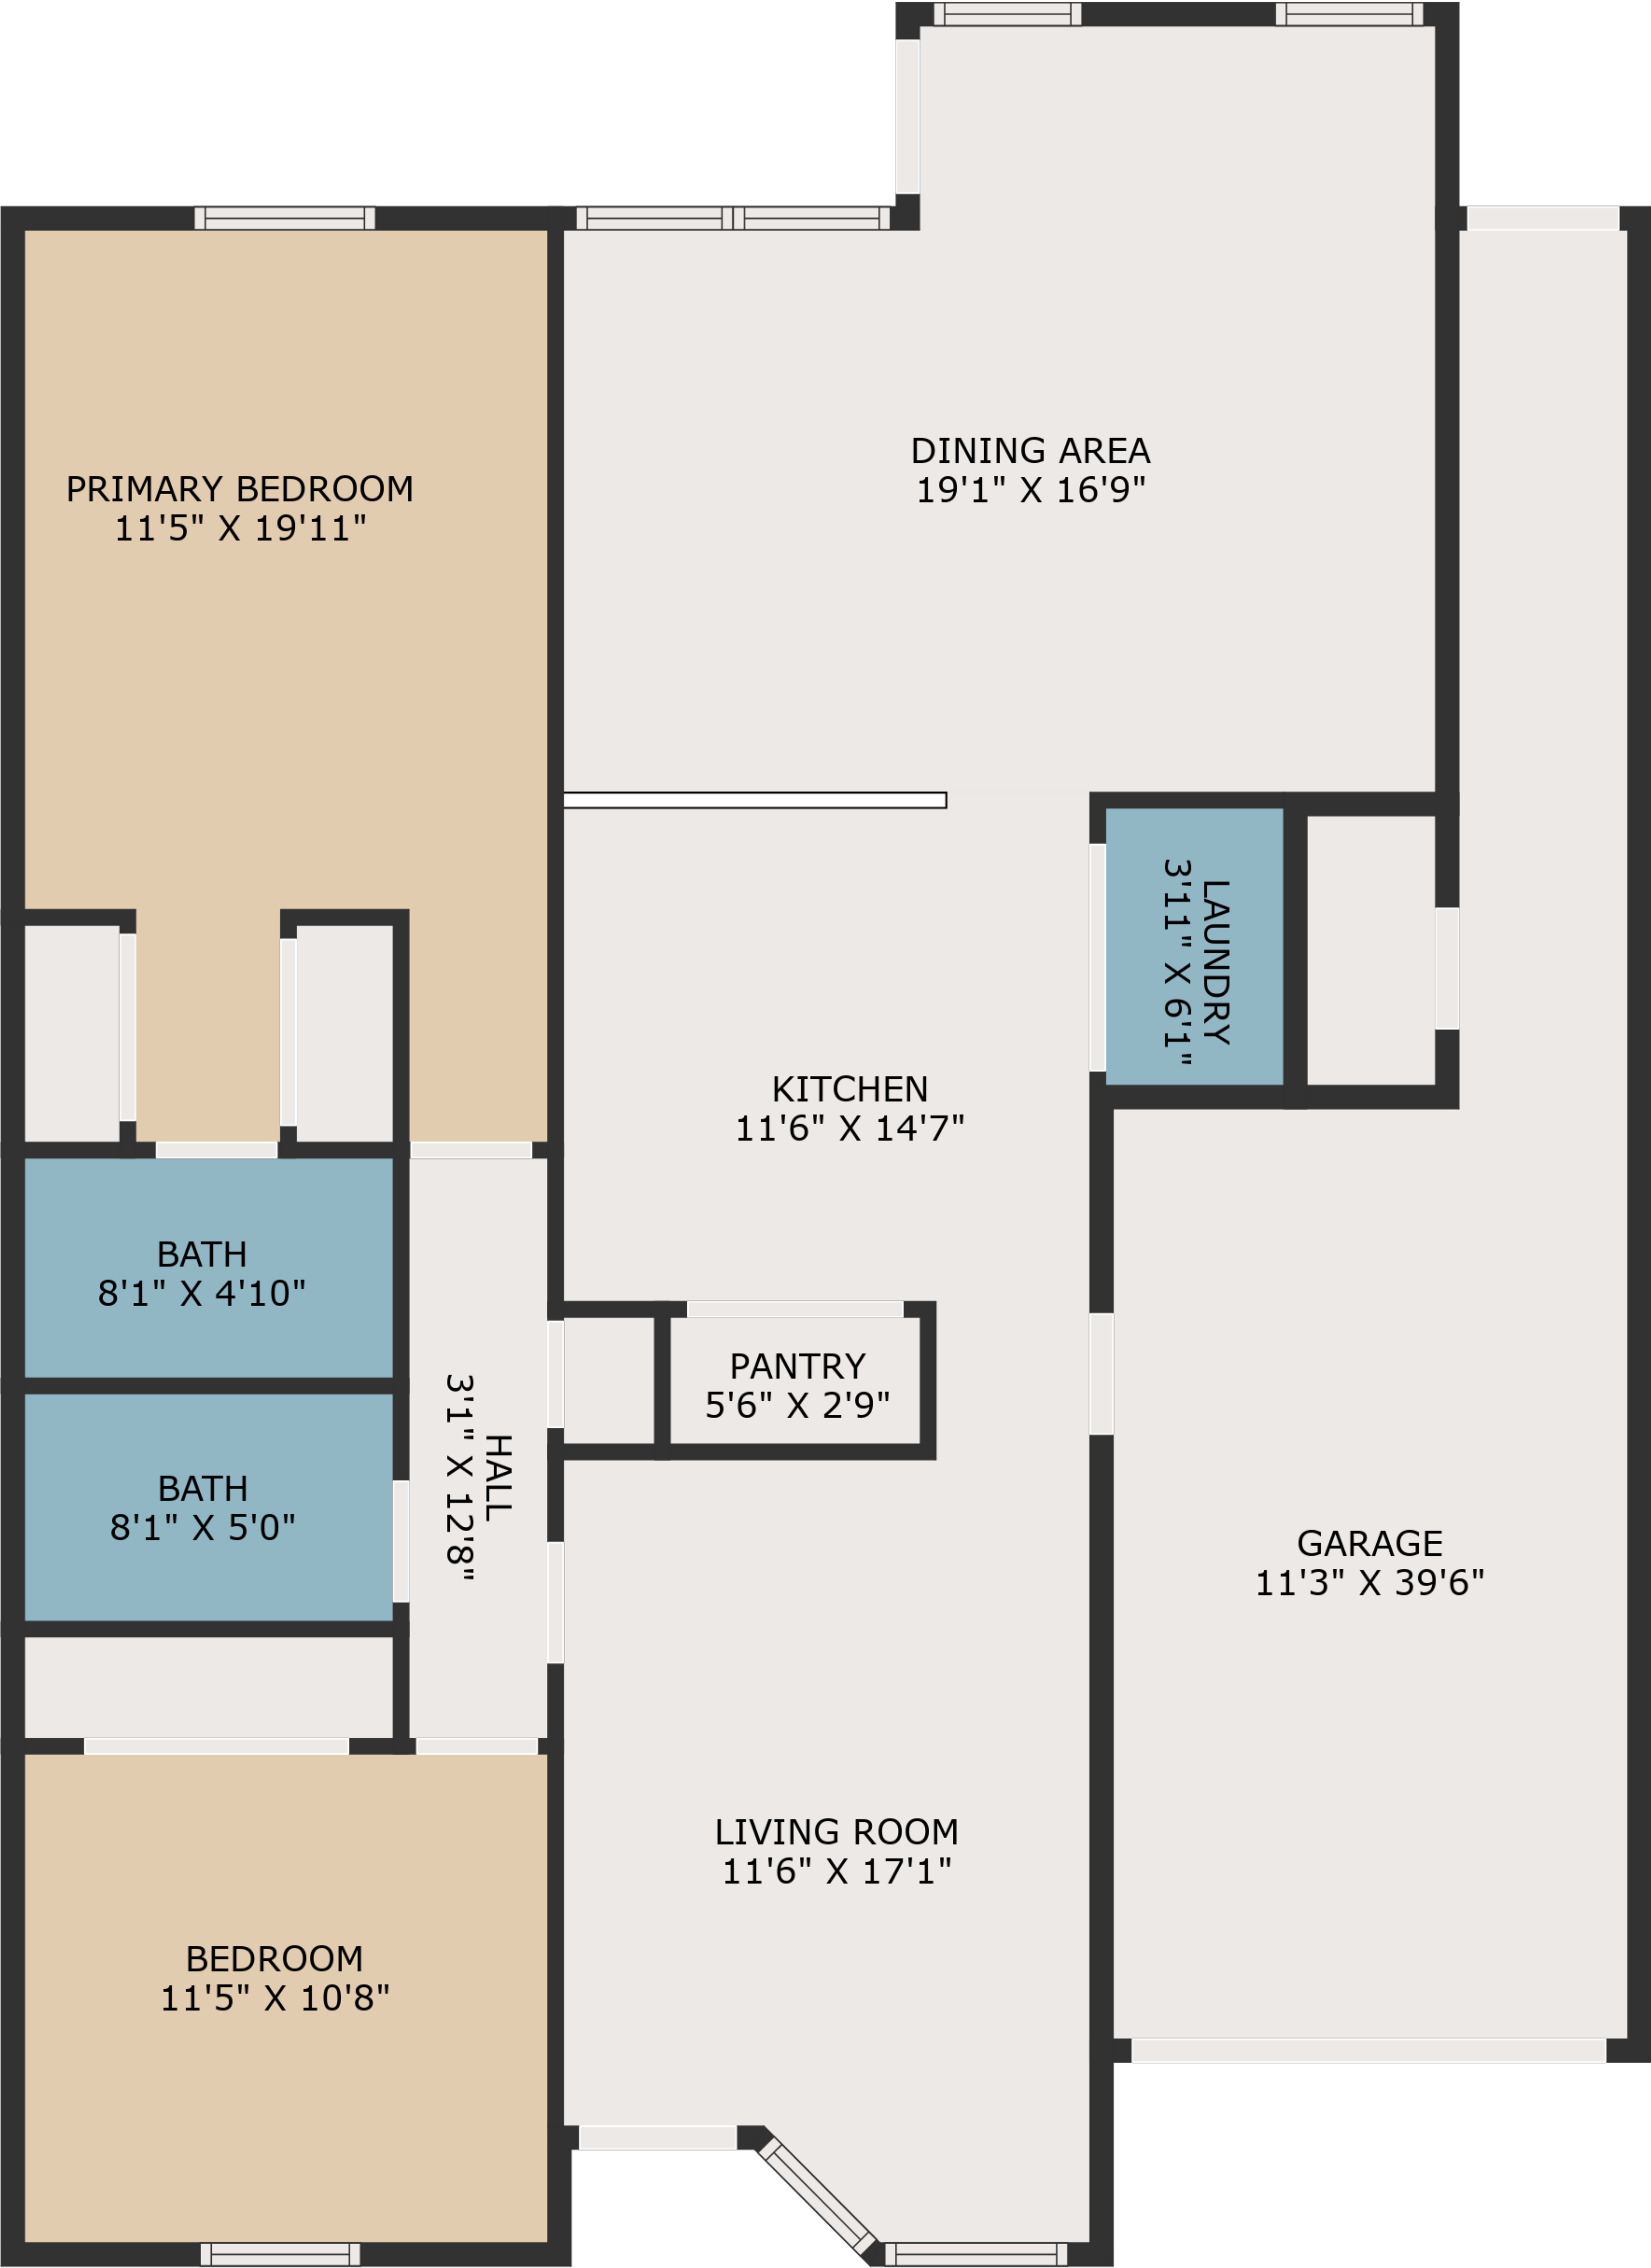 DINING AREA
19'1" X 16'9"
PRIMARY BEDROOM
11'5" X 19'11"
LAUNDRY
3'11" X 6'1"
KITCHEN
11'6" X 14'7"
BATH
8'1" X 4'10"
PANTRY
5'6" X 2'9"
HALL
3'1" X 12'8"
BATH
8'1" X 5'0"
GARAGE
11'3" X 39'6"
LIVING ROOM
11'6" X 17'1"
BEDROOM
11'5" X 10'8"